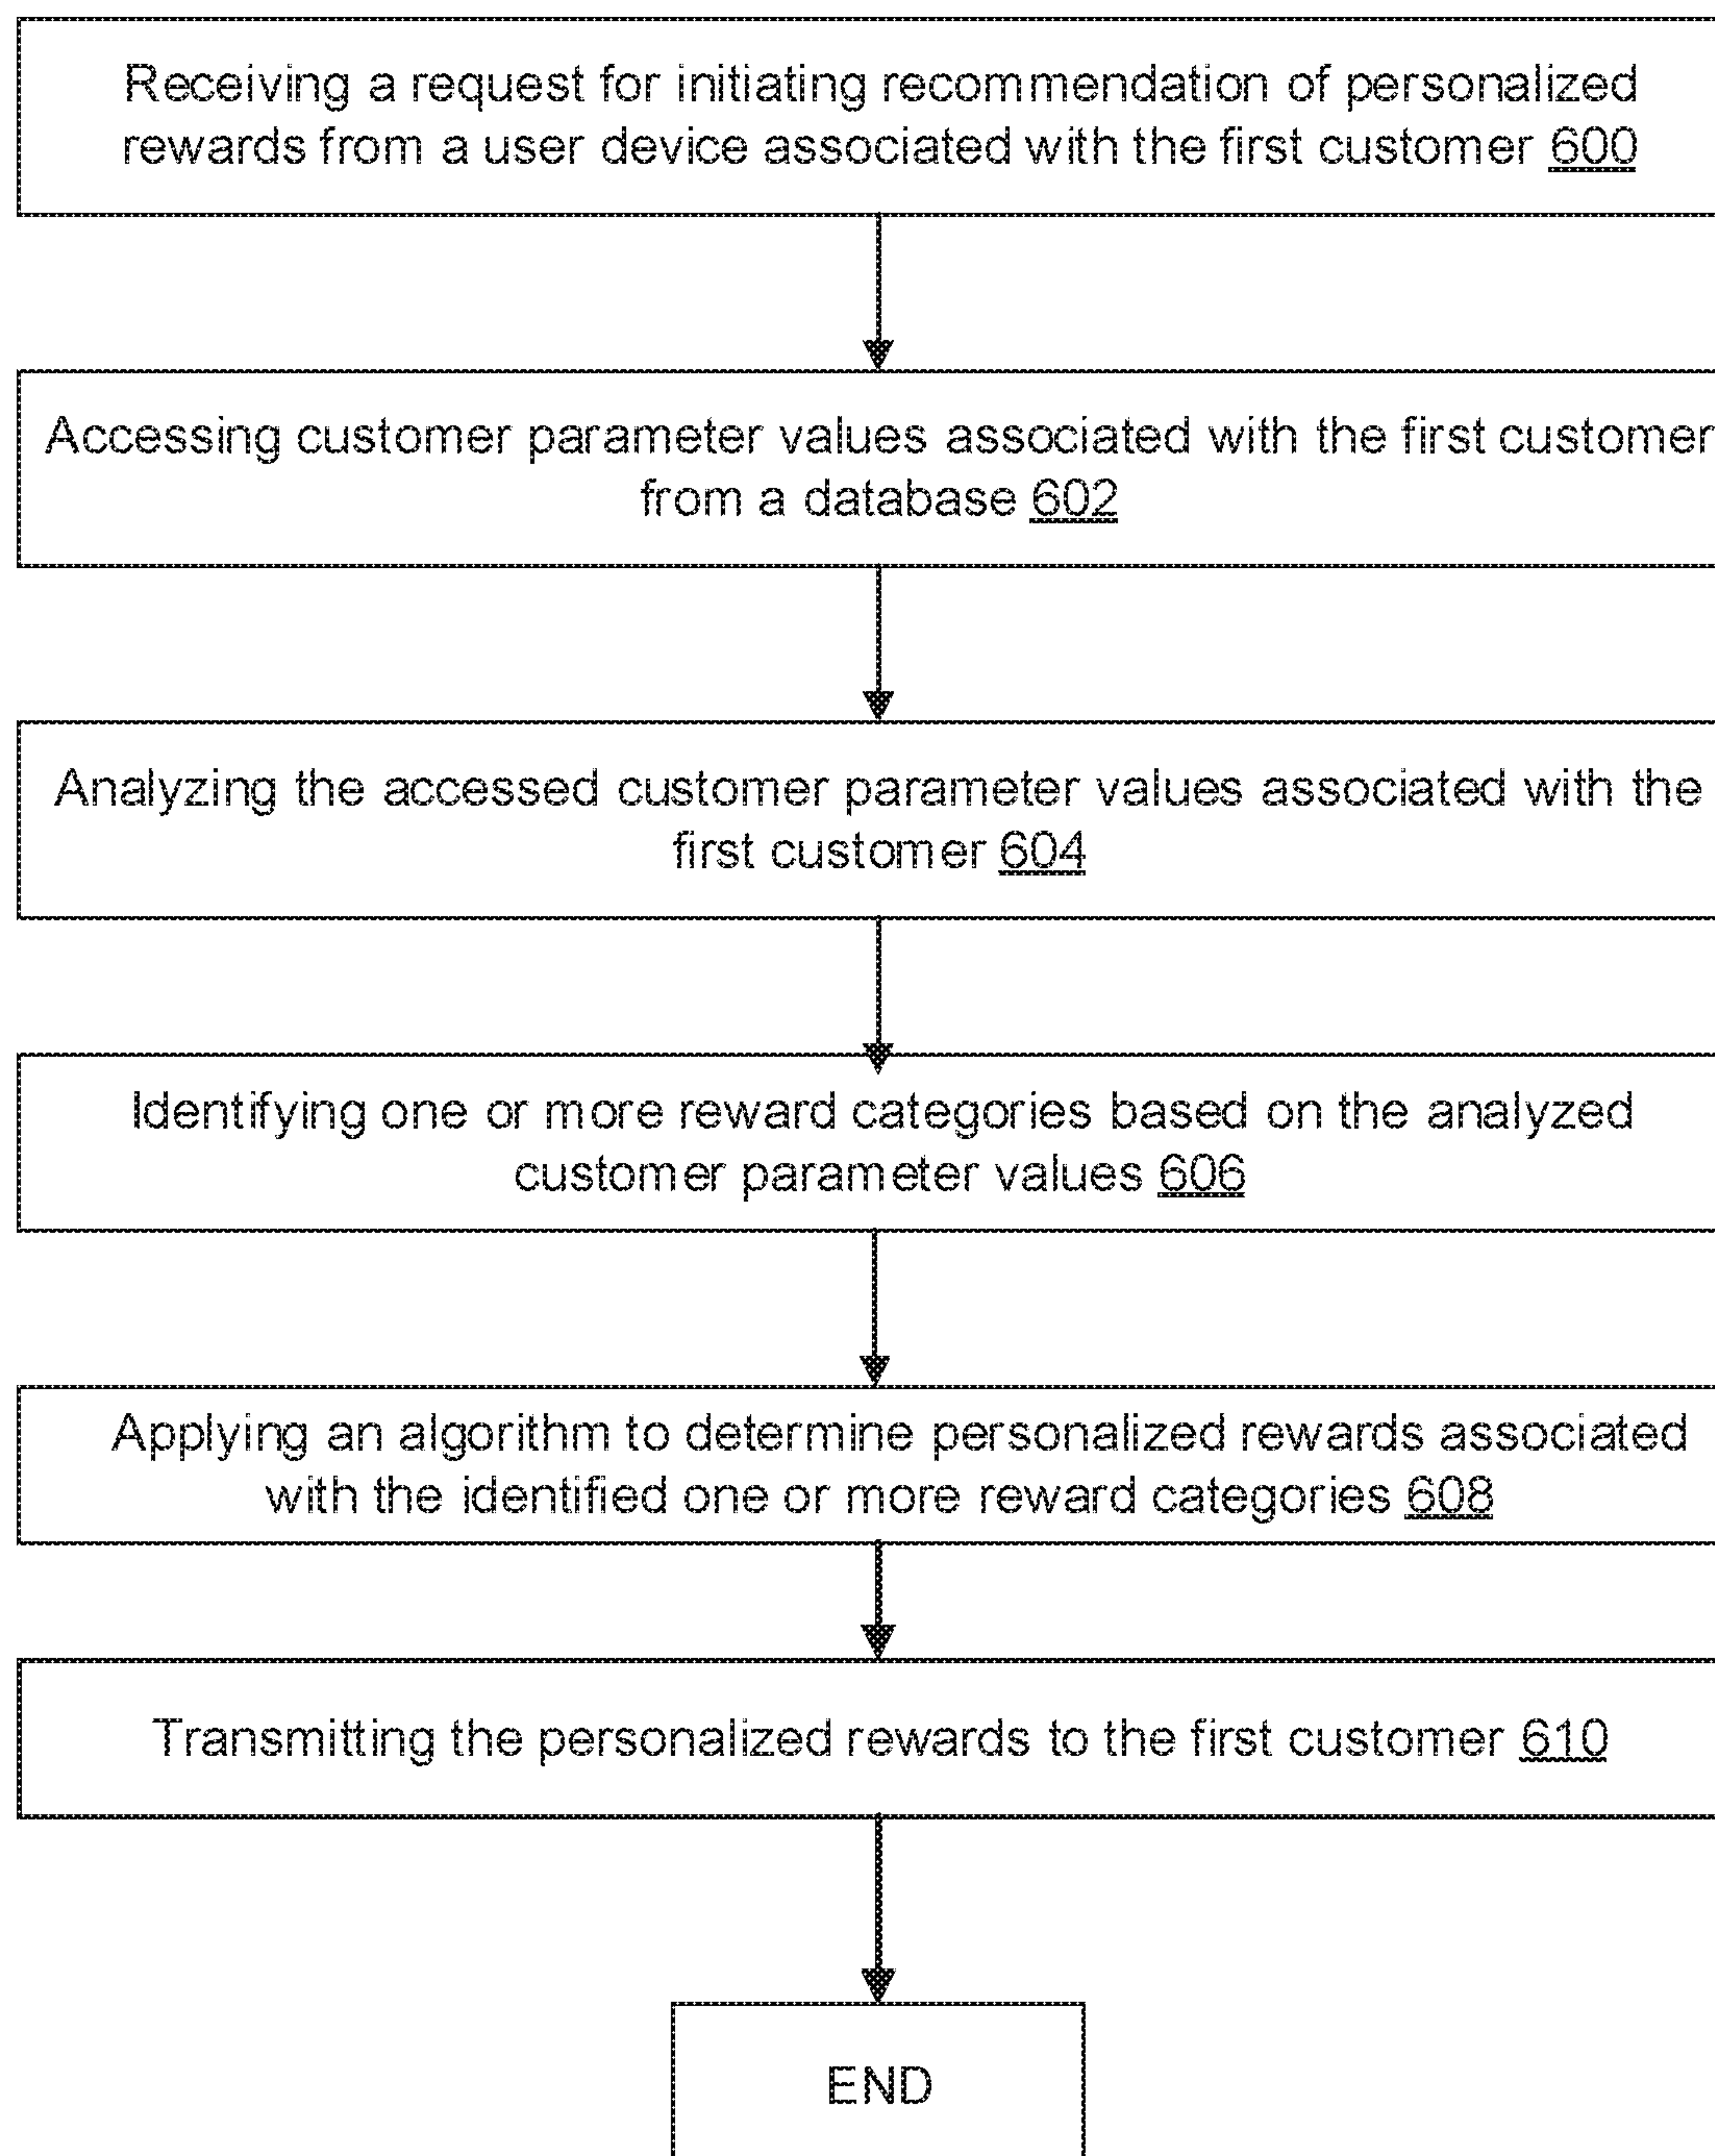 Receiving a request for initiating recommendation of personalized
rewards from a user device associated with the first customer 600
Accessing customer parameter values associated with the first customer
from a database 602
Analyzing the accessed customer parameter values associated with the
first customer 604
Identifying one or more reward categories based on the analyzed
customer parameter values 606
Applying an algorithm to determine personalized rewards associated
with the identified one or more reward categories 608
Transmitting the personalized rewards to the first customer 610
END